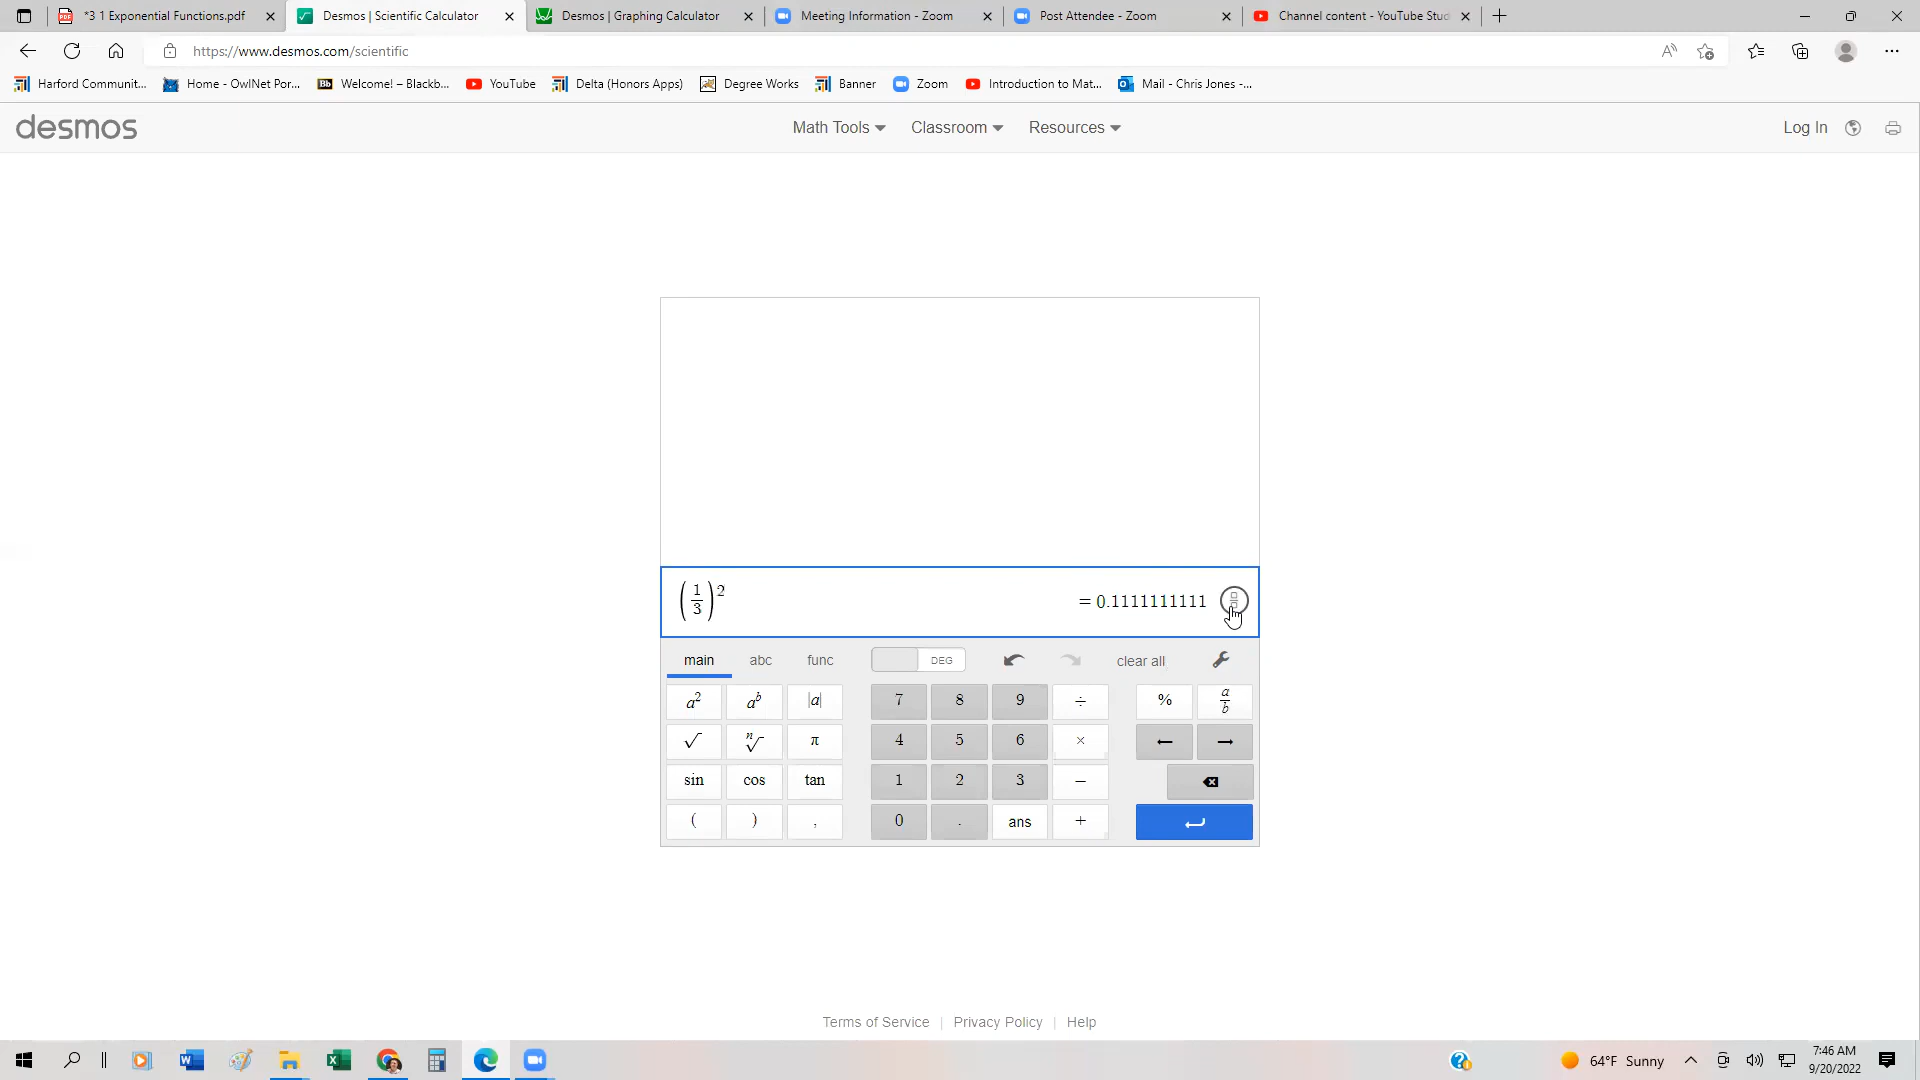 *3 1 Exponential Functions.pdf
Desmos | Scientific Calculator
Desmos | Graphing Calculator
Meeting Information - Zoom
Post Attendee - Zoom
Channel content - YouTube Stud
https://www.desmos.com/scientific
Harford Communit...
Home - OwlNet Por...
Bb Welcome! – Blackb...
YouTube
Delta (Honors Apps)
Degree Works
Banner
Zoom
Introduction to Mat...
Mail - Chris Jones -...
desmos
Math Tools
Classroom
Resources
Log In
(1/3)^2 = 0.1111111111
main abc func DEG clear all
a^2 a^b |a| 7 8 9 ÷ % a/b
√ n√ π 4 5 6 × ← →
sin cos tan 1 2 3 −
( ) , 0 . ans +
Terms of Service | Privacy Policy | Help
64°F Sunny
7:46 AM
9/20/2022